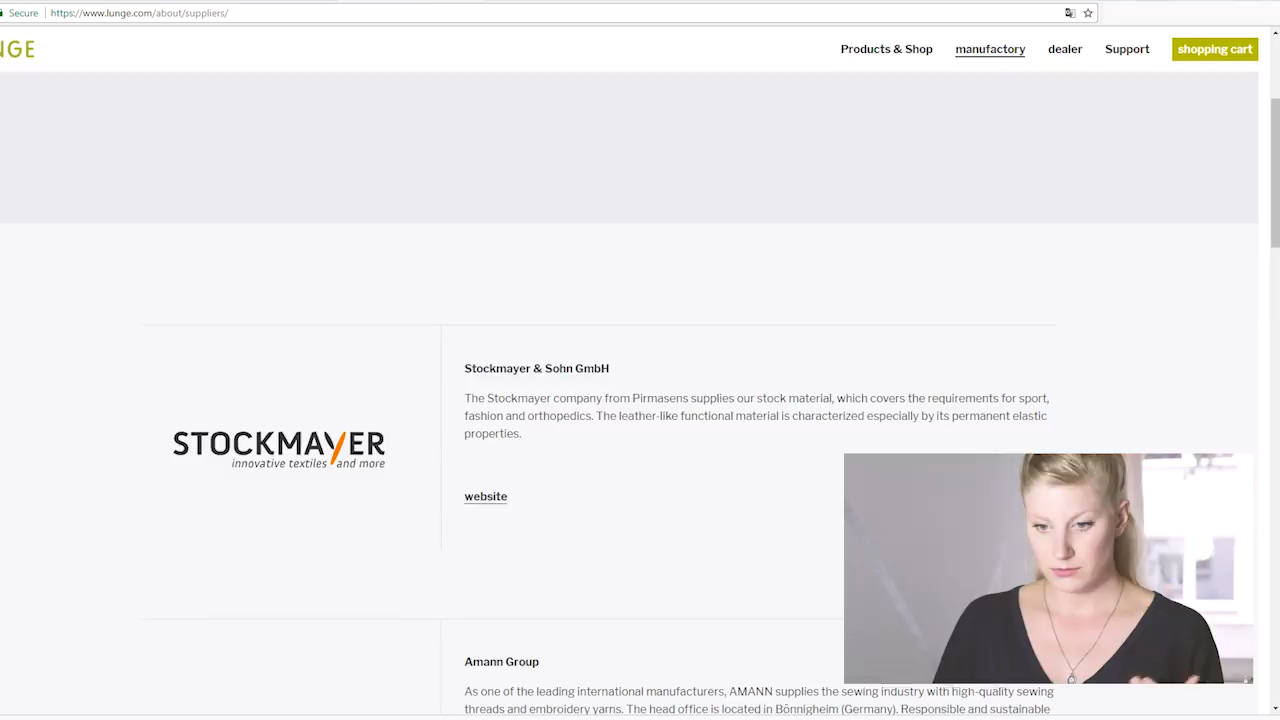 Secure
https://www.lunge.com/about/suppliers/
NGE
Products & Shop
manufactory
dealer
Support
shopping cart
STOCKMAYER
innovative textiles and more
Stockmayer & Sohn GmbH
The Stockmayer company from Pirmasens supplies our stock material, which covers the requirements for sport,
fashion and orthopedics. The leather-like functional material is characterized especially by its permanent elastic
properties.
website
Amann Group
As one of the leading international manufacturers, AMANN supplies the sewing industry with high-quality sewing
threads and embroidery yarns. The head office is located in Bönnigheim (Germany). Responsible and sustainable